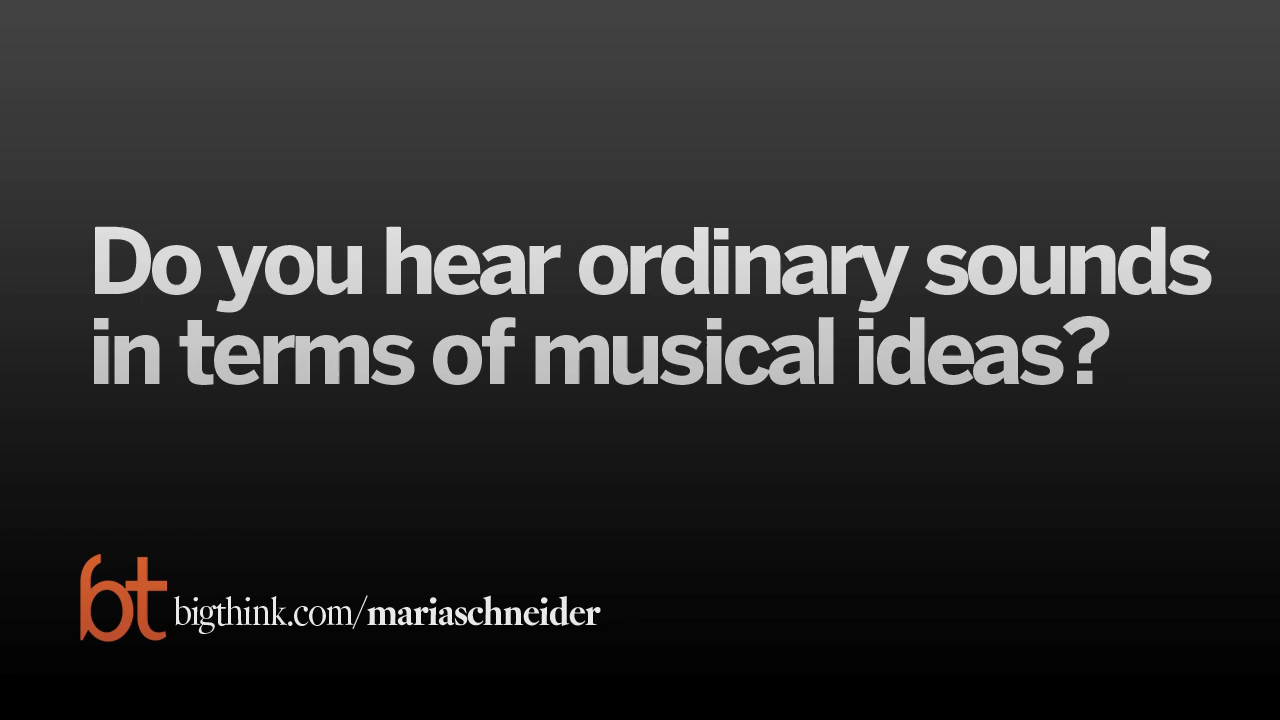 Do you hear ordinary sounds
in terms of musical ideas?
bt bigthink.com/mariaschneider